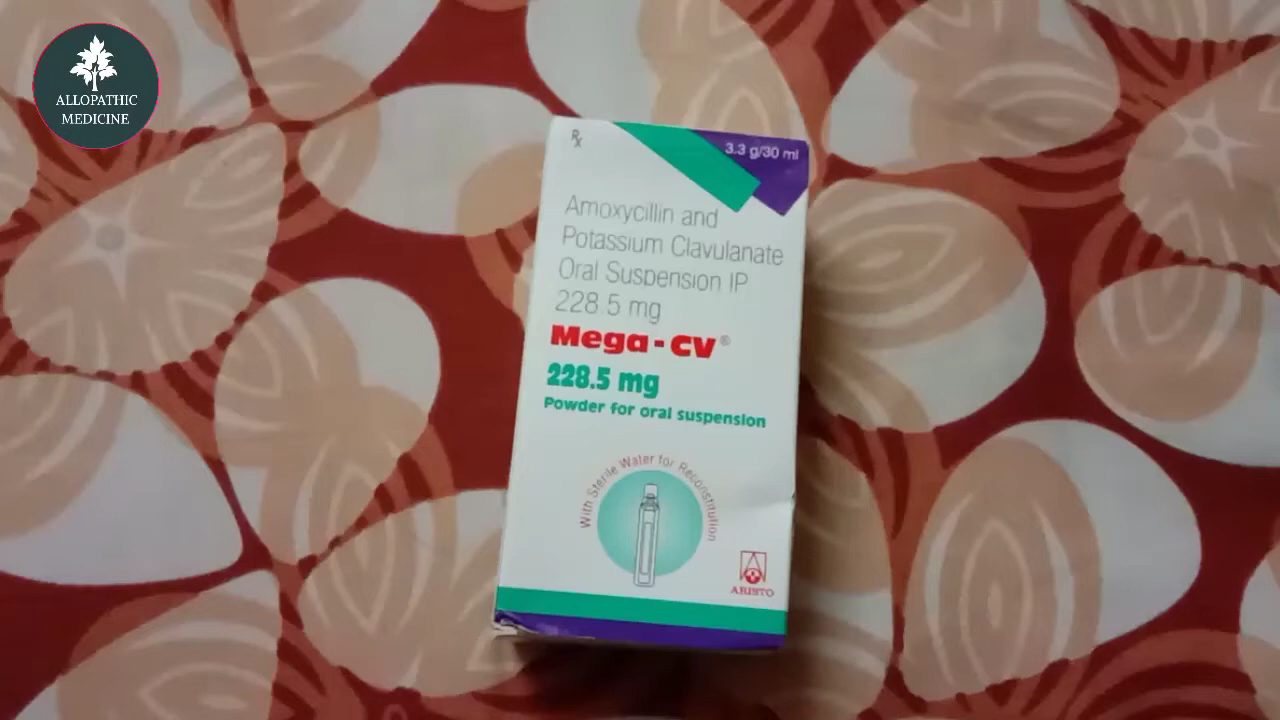 ALLOPATHIC
MEDICINE
Rx
3.3 g/30 ml
Amoxycillin and
Potassium Clavulanate
Oral Suspension IP
228.5 mg
Mega-CV®
228.5 mg
Powder for oral suspension
With Sterile Water for Reconstitution
ARISTO